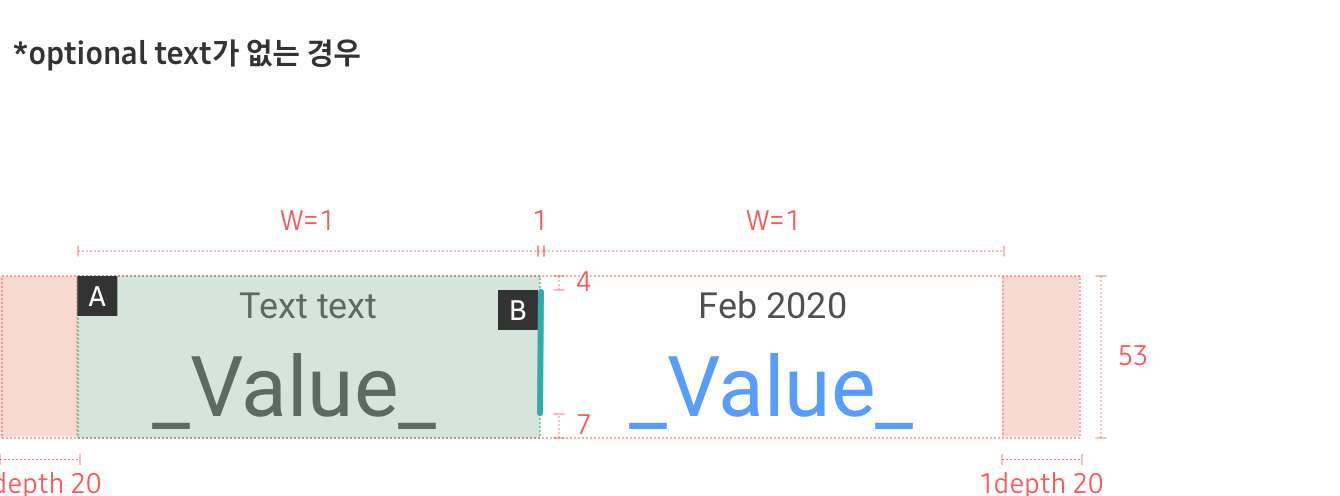 *optional text가 없는 경우
W=1 1 W=1
4
A Text text B Feb 2020
53
_Value_ _Value_
7
depth 20 1depth 20